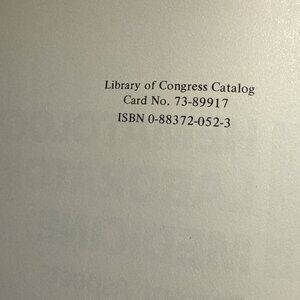 Library of Congress Catalog
Card No. 73-89917
ISBN 0-88372-052-3